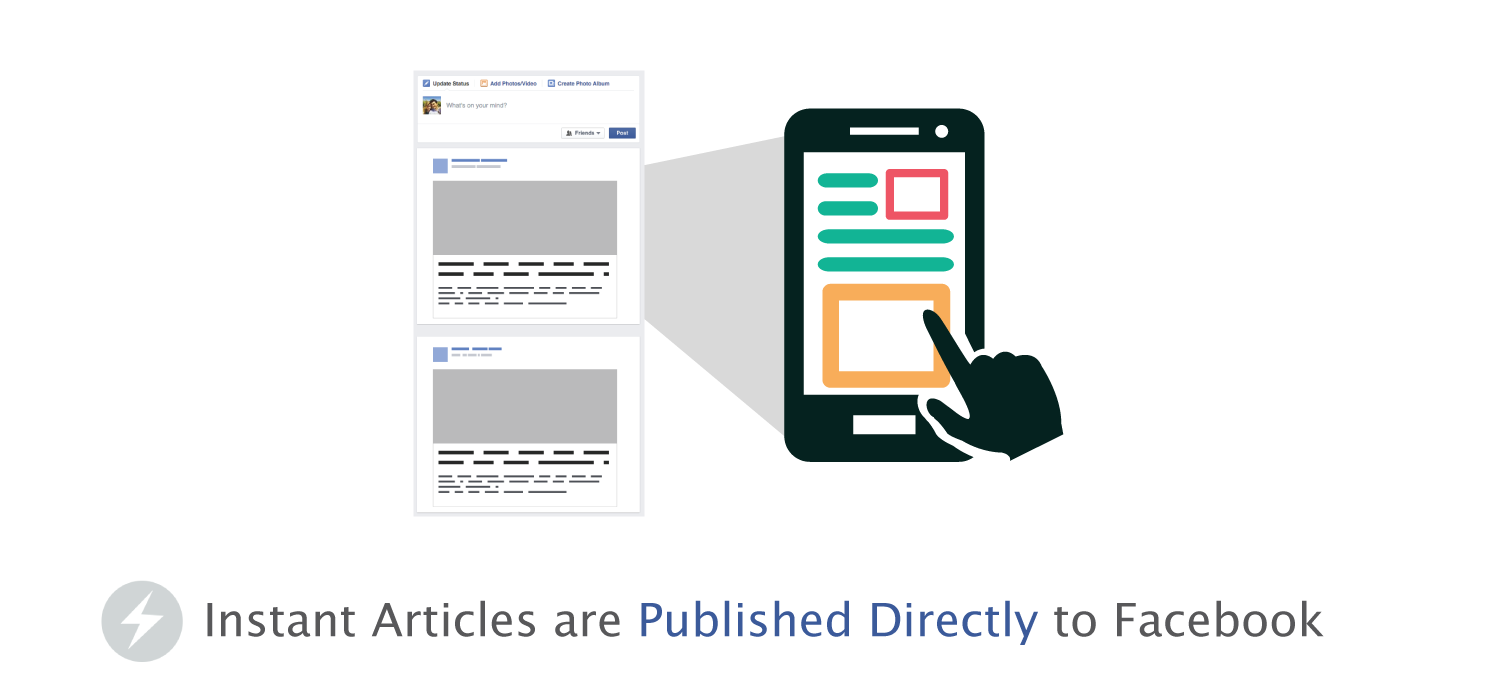 Update Status Add Photos/Video Create Photo Album
What's on your mind?
Friends Post
Instant Articles are Published Directly to Facebook